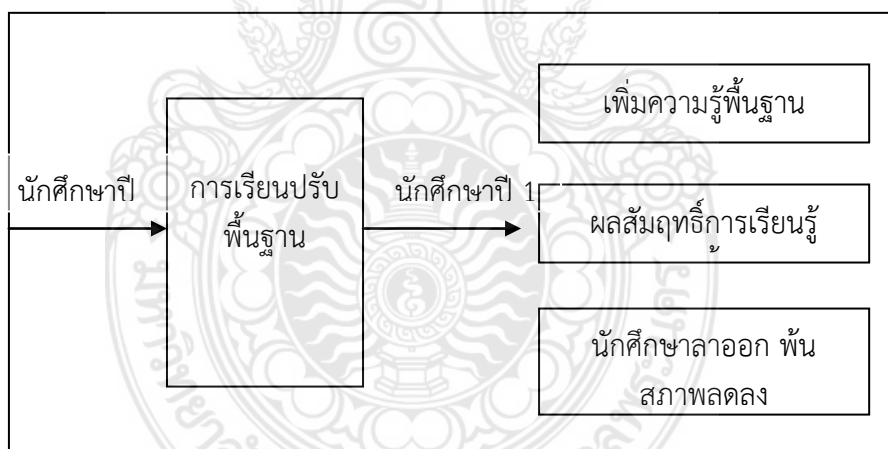 เพิ่มความรู้พื้นฐาน
นักศึกษาปี
การเรียนปรับ
พื้นฐาน
นักศึกษาปี 1
ผลสัมฤทธิ์การเรียนรู้
นักศึกษาลาออก พ้น
สภาพลดลง